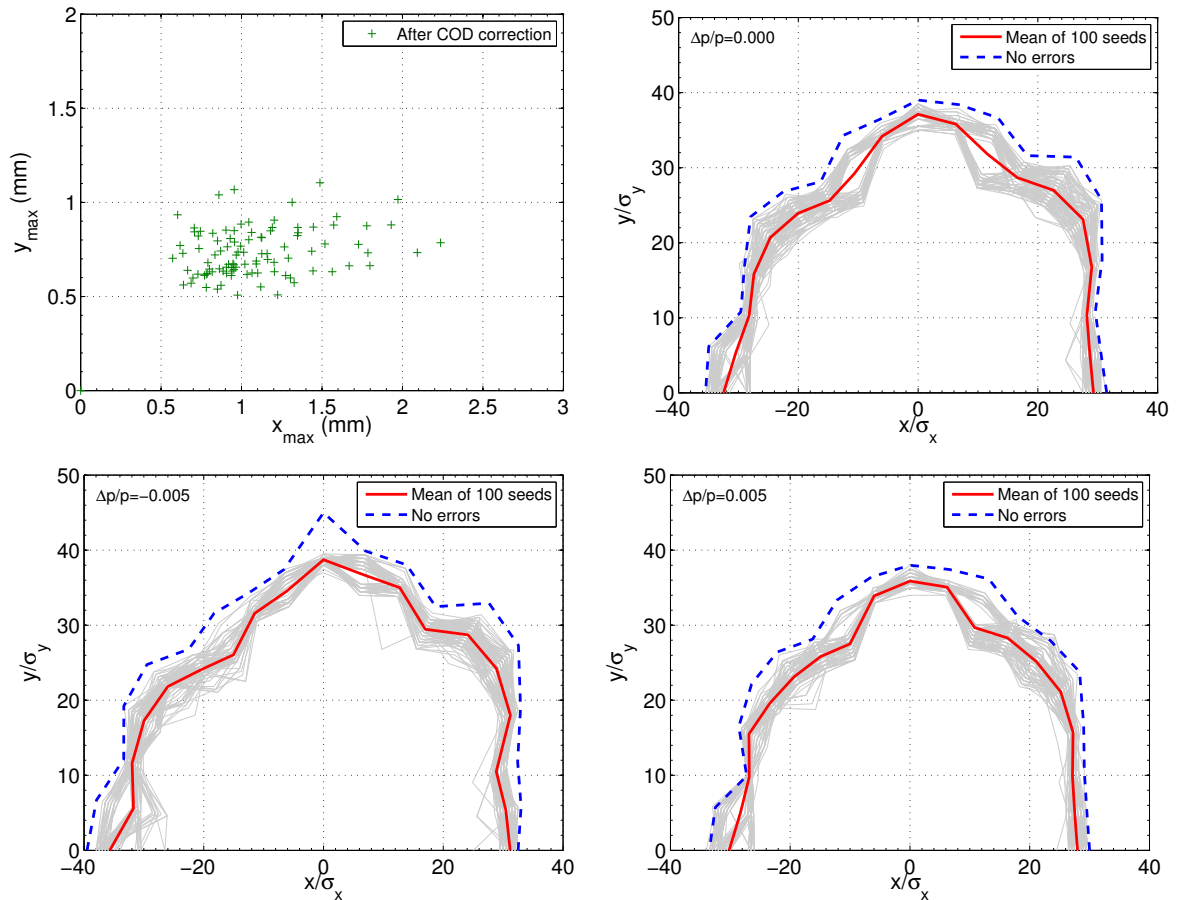 2
1.5
1
0.5
0
y_max (mm)
+ After COD correction
0 0.5 1 1.5 2 2.5 3
x_max (mm)
50
40
30
20
10
0
y/σ_y
Δp/p=0.000
Mean of 100 seeds
No errors
−40 −20 0 20 40
x/σ_x
50
40
30
20
10
0
y/σ_y
Δp/p=−0.005
Mean of 100 seeds
No errors
−40 −20 0 20 40
x/σ_x
50
40
30
20
10
0
y/σ_y
Δp/p=0.005
Mean of 100 seeds
No errors
−40 −20 0 20 40
x/σ_x